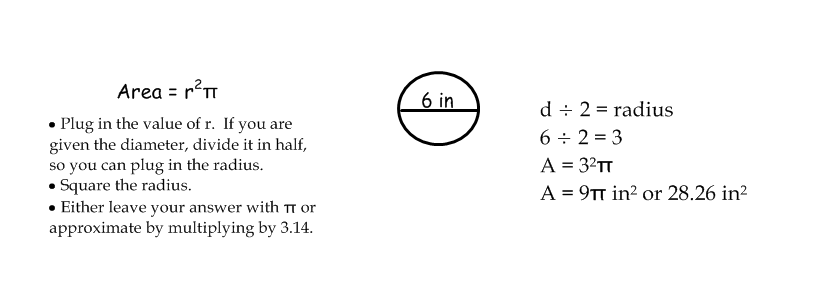 Area = r²π
• Plug in the value of r. If you are
given the diameter, divide it in half,
so you can plug in the radius.
• Square the radius.
• Either leave your answer with π or
approximate by multiplying by 3.14.
6 in
d ÷ 2 = radius
6 ÷ 2 = 3
A = 3²π
A = 9π in² or 28.26 in²